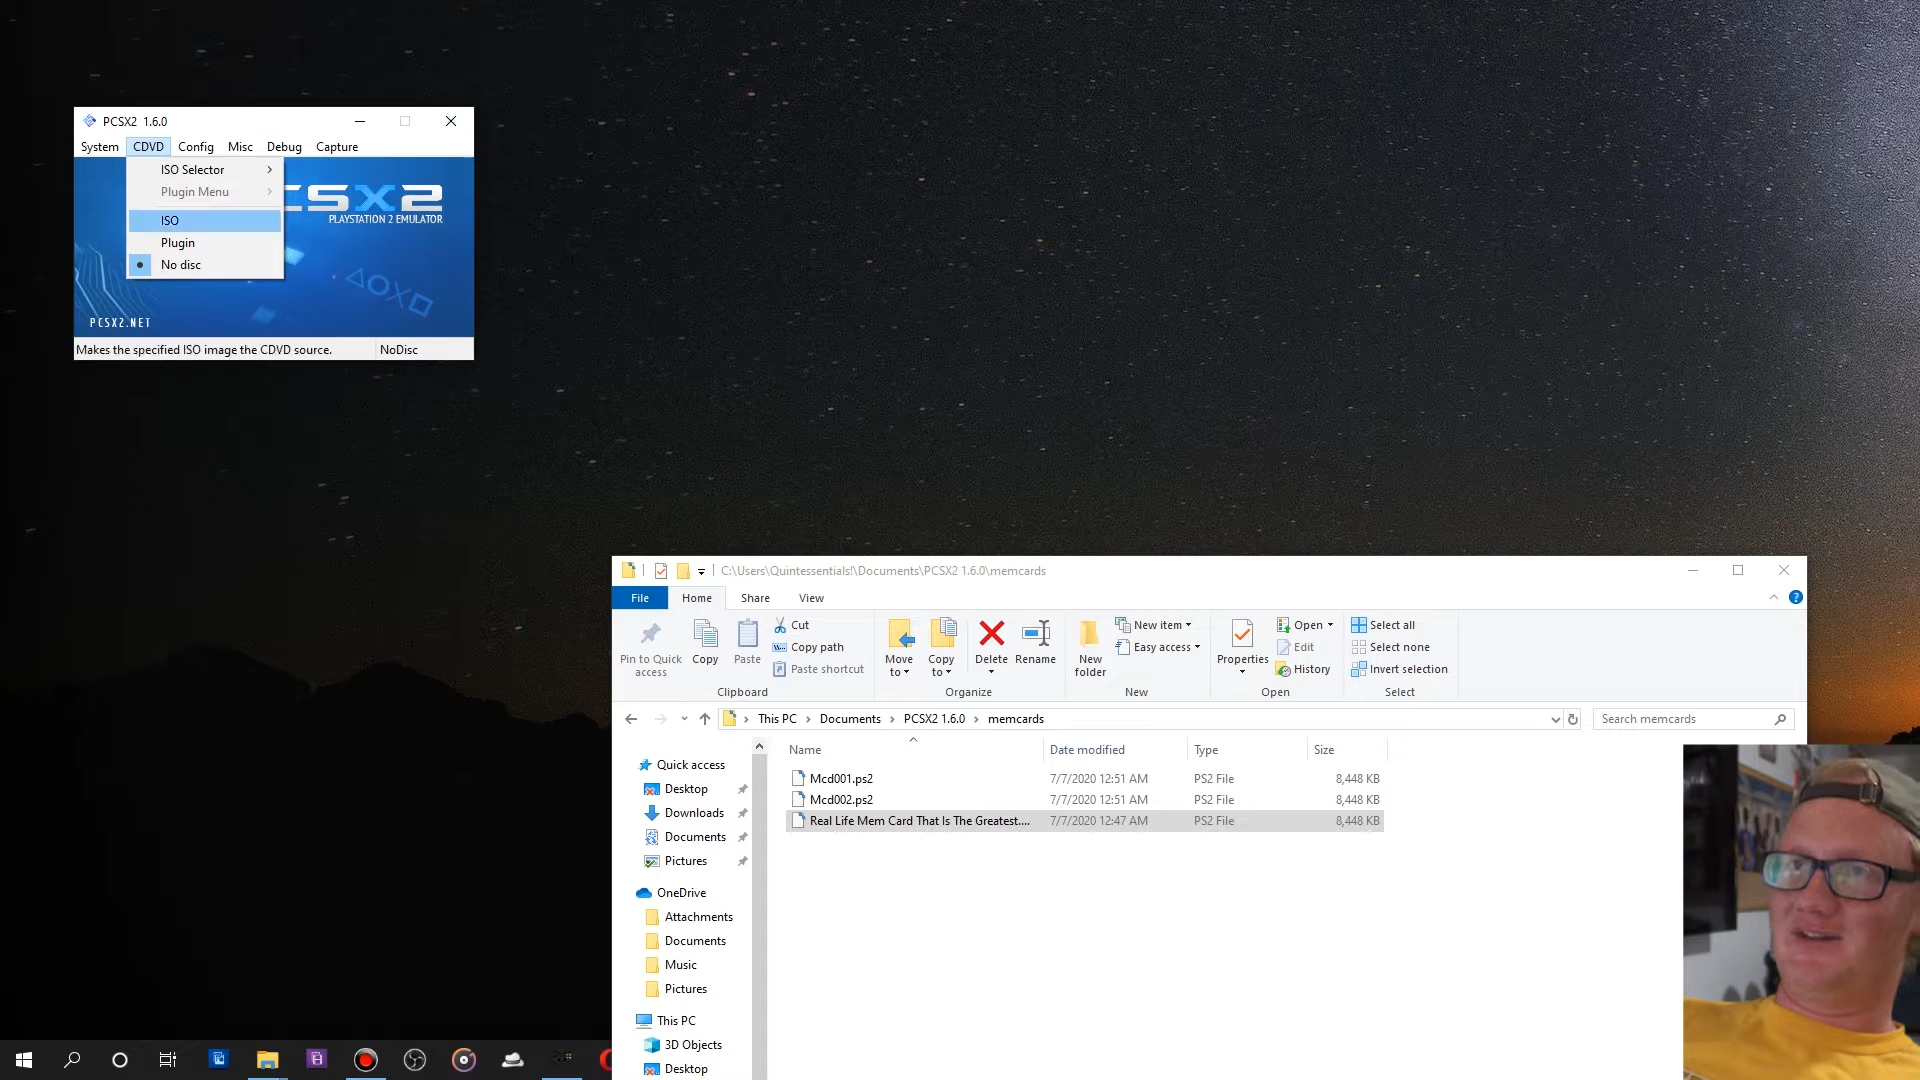 PCSX2 1.6.0
System CDVD Config Misc Debug Capture
ISO Selector
Plugin Menu
ISO
Plugin
No disc
CSX2
PLAYSTATION 2 EMULATOR
PCSX2.NET
Makes the specified ISO image the CDVD source. NoDisc
C:\Users\Quintessentials!\Documents\PCSX2 1.6.0\memcards
File Home Share View
Pin to Quick access
Copy
Paste
Cut
Copy path
Paste shortcut
Clipboard
Move to
Copy to
Delete
Rename
Organize
New folder
New item
Easy access
New
Properties
Open
Edit
History
Open
Select all
Select none
Invert selection
Select
This PC > Documents > PCSX2 1.6.0 > memcards
Search memcards
Name Date modified Type Size
Mcd001.ps2 7/7/2020 12:51 AM PS2 File 8,448 KB
Mcd002.ps2 7/7/2020 12:51 AM PS2 File 8,448 KB
Real Life Mem Card That Is The Greatest.... 7/7/2020 12:47 AM PS2 File 8,448 KB
Quick access
Desktop
Downloads
Documents
Pictures
OneDrive
Attachments
Documents
Music
Pictures
This PC
3D Objects
Desktop